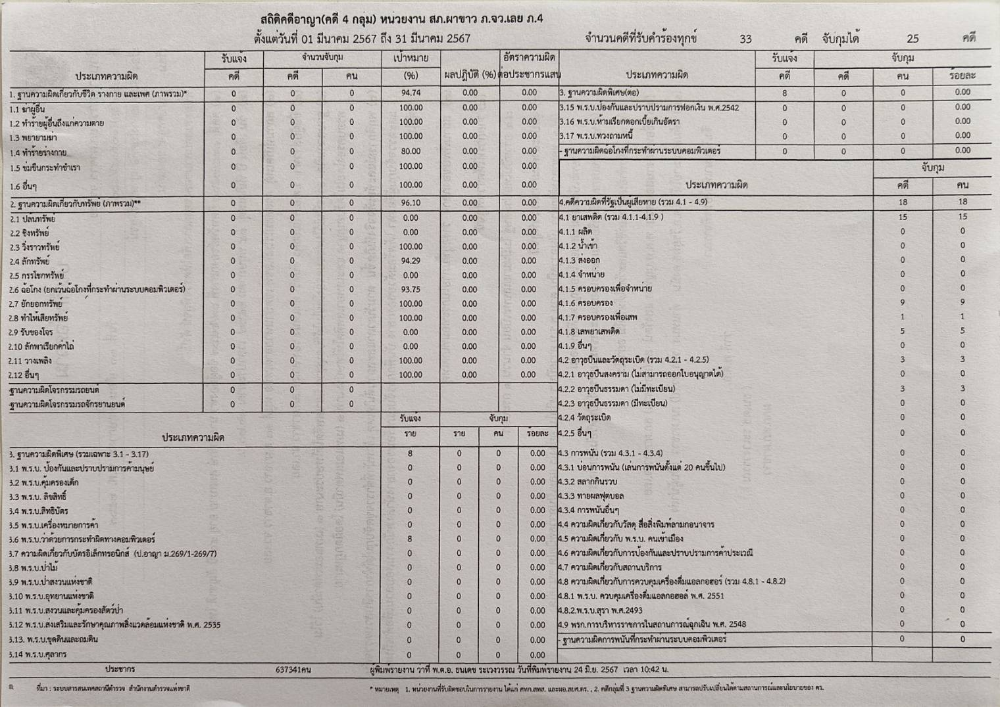 สถิติคดีอาญา(คดี 4 กลุ่ม) หน่วยงาน สภ.ผาขาว ภ.จว.เลย ภ.4
ตั้งแต่วันที่ 01 มีนาคม 2567 ถึง 31 มีนาคม 2567 จำนวนคดีที่รับคำร้องทุกข์ 33 คดี จับกุมได้ 25 คดี
ประเภทความผิด รับแจ้ง จำนวนจับกุม เป้าหมาย ผลปฏิบัติ (%) อัตราความผิด
คดี คดี คน (%) ต่อประชากรแสน
1. ฐานความผิดเกี่ยวกับชีวิต ร่างกาย และเพศ (ภาพรวม)* 0 0 0 94.74 0.00 0.00
1.1 ฆ่าผู้อื่น 0 0 0 100.00 0.00 0.00
1.2 ทำร้ายผู้อื่นถึงแก่ความตาย 0 0 0 100.00 0.00 0.00
1.3 พยายามฆ่า 0 0 0 100.00 0.00 0.00
1.4 ทำร้ายร่างกาย 0 0 0 80.00 0.00 0.00
1.5 ข่มขืนกระทำชำเรา 0 0 0 100.00 0.00 0.00
1.6 อื่นๆ 0 0 0 100.00 0.00 0.00
2. ฐานความผิดเกี่ยวกับทรัพย์ (ภาพรวม)** 0 0 0 96.10 0.00 0.00
2.1 ปล้นทรัพย์ 0 0 0 0.00 0.00 0.00
2.2 ชิงทรัพย์ 0 0 0 0.00 0.00 0.00
2.3 วิ่งราวทรัพย์ 0 0 0 100.00 0.00 0.00
2.4 ลักทรัพย์ 0 0 0 94.29 0.00 0.00
2.5 กรรโชกทรัพย์ 0 0 0 0.00 0.00 0.00
2.6 ฉ้อโกง (ยกเว้นฉ้อโกงที่กระทำผ่านระบบคอมพิวเตอร์) 0 0 0 93.75 0.00 0.00
2.7 ยักยอกทรัพย์ 0 0 0 100.00 0.00 0.00
2.8 ทำให้เสียทรัพย์ 0 0 0 100.00 0.00 0.00
2.9 รับของโจร 0 0 0 0.00 0.00 0.00
2.10 ลักพาเรียกค่าไถ่ 0 0 0 0.00 0.00 0.00
2.11 วางเพลิง 0 0 0 100.00 0.00 0.00
2.12 อื่นๆ 0 0 0 100.00 0.00 0.00
-ฐานความผิดโจรกรรมรถยนต์ 0 0 0
-ฐานความผิดโจรกรรมรถจักรยานยนต์ 0 0 0
ประเภทความผิด รับแจ้ง จับกุม
ราย ราย คน ร้อยละ
3. ฐานความผิดพิเศษ (รวมเฉพาะ 3.1 - 3.17) 8 0 0 0.00
3.1 พ.ร.บ. ป้องกันและปราบปรามการค้ามนุษย์ 0 0 0 0.00
3.2 พ.ร.บ.คุ้มครองเด็ก 0 0 0 0.00
3.3 พ.ร.บ. ลิขสิทธิ์ 0 0 0 0.00
3.4 พ.ร.บ.สิทธิบัตร 0 0 0 0.00
3.5 พ.ร.บ.เครื่องหมายการค้า 0 0 0 0.00
3.6 พ.ร.บ.ว่าด้วยการกระทำผิดทางคอมพิวเตอร์ 8 0 0 0.00
3.7 ความผิดเกี่ยวกับบัตรอิเล็กทรอนิกส์ (ป.อาญา ม.269/1-269/7) 0 0 0 0.00
3.8 พ.ร.บ.ป่าไม้ 0 0 0 0.00
3.9 พ.ร.บ.ป่าสงวนแห่งชาติ 0 0 0 0.00
3.10 พ.ร.บ.อุทยานแห่งชาติ 0 0 0 0.00
3.11 พ.ร.บ.สงวนและคุ้มครองสัตว์ป่า 0 0 0 0.00
3.12 พ.ร.บ.ส่งเสริมและรักษาคุณภาพสิ่งแวดล้อมแห่งชาติ พ.ศ. 2535 0 0 0 0.00
3.13. พ.ร.บ.ขุดดินและถมดิน 0 0 0 0.00
3.14 พ.ร.บ.ศุลากร 0 0 0 0.00
ประเภทความผิด รับแจ้ง จับกุม
คดี คดี คน ร้อยละ
3. ฐานความผิดพิเศษ(ต่อ) 8 0 0 0.00
3.15 พ.ร.บ.ป้องกันและปราบปรามการฟอกเงิน พ.ศ.2542 0 0 0 0.00
3.16 พ.ร.บ.ห้ามเรียกดอกเบี้ยเกินอัตรา 0 0 0 0.00
3.17 พ.ร.บ.ทวงถามหนี้ 0 0 0 0.00
- ฐานความผิดฉ้อโกงที่กระทำผ่านระบบคอมพิวเตอร์ 0 0 0 0.00
ประเภทความผิด จับกุม
คดี คน
4.คดีความผิดที่รัฐเป็นผู้เสียหาย (รวม 4.1 - 4.9) 18 18
4.1 ยาเสพติด (รวม 4.1.1-4.1.9 ) 15 15
4.1.1 ผลิต 0 0
4.1.2 นำเข้า 0 0
4.1.3 ส่งออก 0 0
4.1.4 จำหน่าย 0 0
4.1.5 ครอบครองเพื่อจำหน่าย 0 0
4.1.6 ครอบครอง 9 9
4.1.7 ครอบครองเพื่อเสพ 1 1
4.1.8 เสพยาเสพติด 5 5
4.1.9 อื่นๆ 0 0
4.2 อาวุธปืนและวัตถุระเบิด (รวม 4.2.1 - 4.2.5) 3 3
4.2.1 อาวุธปืนสงคราม (ไม่สามารถออกใบอนุญาตได้) 0 0
4.2.2 อาวุธปืนธรรมดา (ไม่มีทะเบียน) 3 3
4.2.3 อาวุธปืนธรรมดา (มีทะเบียน) 0 0
4.2.4 วัตถุระเบิด 0 0
4.2.5 อื่นๆ 0 0
4.3 การพนัน (รวม 4.3.1 - 4.3.4) 0 0
4.3.1 บ่อนการพนัน (เล่นการพนันตั้งแต่ 20 คนขึ้นไป) 0 0
4.3.2 สลากกินรวบ 0 0
4.3.3 ทายผลฟุตบอล 0 0
4.3.4 การพนันอื่นๆ 0 0
4.4 ความผิดเกี่ยวกับวัสดุ สื่อสิ่งพิมพ์ลามกอนาจาร 0 0
4.5 ความผิดเกี่ยวกับ พ.ร.บ. คนเข้าเมือง 0 0
4.6 ความผิดเกี่ยวกับการป้องกันและปราบปรามการค้าประเวณี 0 0
4.7 ความผิดเกี่ยวกับสถานบริการ 0 0
4.8 ความผิดเกี่ยวกับการควบคุมเครื่องดื่มแอลกอฮอร์ (รวม 4.8.1 - 4.8.2) 0 0
4.8.1 พ.ร.บ. ควบคุมเครื่องดื่มแอลกอฮอล์ พ.ศ. 2551 0 0
4.8.2.พ.ร.บ.สุรา พ.ศ.2493 0 0
4.9 พรก.การบริหารราชการในสถานการณ์ฉุกเฉิน พ.ศ. 2548 0 0
- ฐานความผิดการพนันที่กระทำผ่านระบบคอมพิวเตอร์ 0 0
ประชากร 637341คน ผู้พิมพ์รายงาน ว่าที่ พ.ต.อ. ธนเดช ระเวงวรรณ วันที่พิมพ์รายงาน 24 มิ.ย. 2567 เวลา 10:42 น.
ที่มา : ระบบสารสนเทศสถานีตำรวจ สำนักงานตำรวจแห่งชาติ * หมายเหตุ 1. หน่วยงานที่รับผิดชอบในการรายงาน ได้แก่ ศทก.สทส. และผอ.สยศ.ตร. , 2. คดีกลุ่มที่ 3 ฐานความผิดพิเศษ สามารถปรับเปลี่ยนได้ตามสถานการณ์และนโยบายของ ตร.